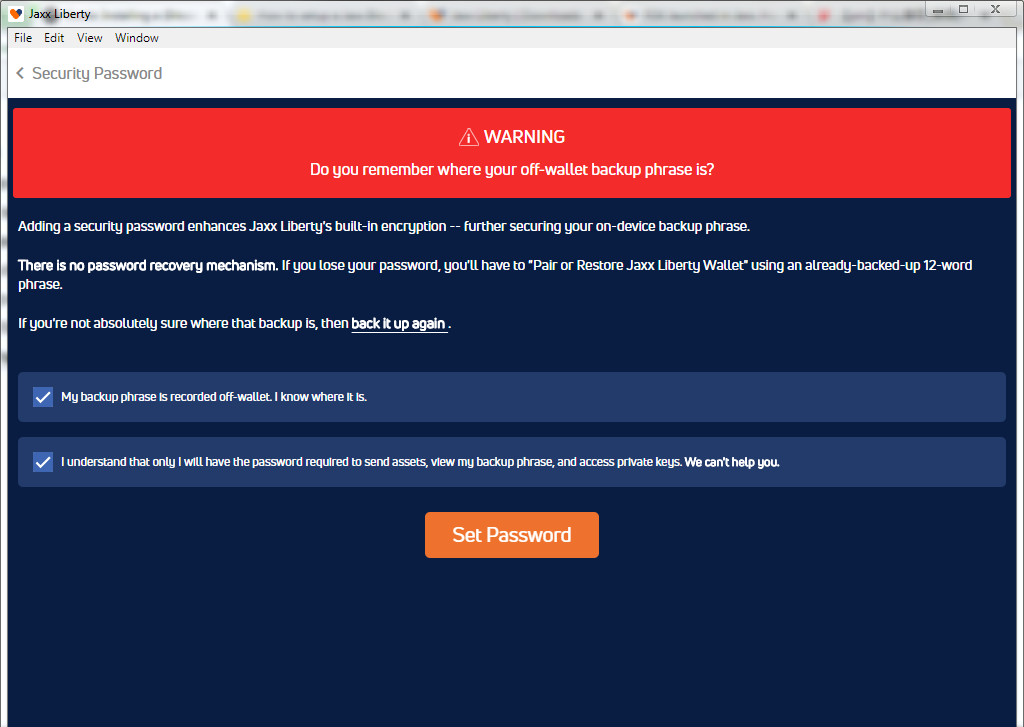 Jaxx Liberty
File Edit View Window
Security Password
WARNING
Do you remember where your off-wallet backup phrase is?
Adding a security password enhances Jaxx Liberty's built-in encryption -- further securing your on-device backup phrase.
There is no password recovery mechanism. If you lose your password, you'll have to "Pair or Restore Jaxx Liberty Wallet" using an already-backed-up 12-word
phrase.
If you're not absolutely sure where that backup is, then back it up again .
My backup phrase is recorded off-wallet. I know where it is.
I understand that only I will have the password required to send assets, view my backup phrase, and access private keys. We can't help you.
Set Password